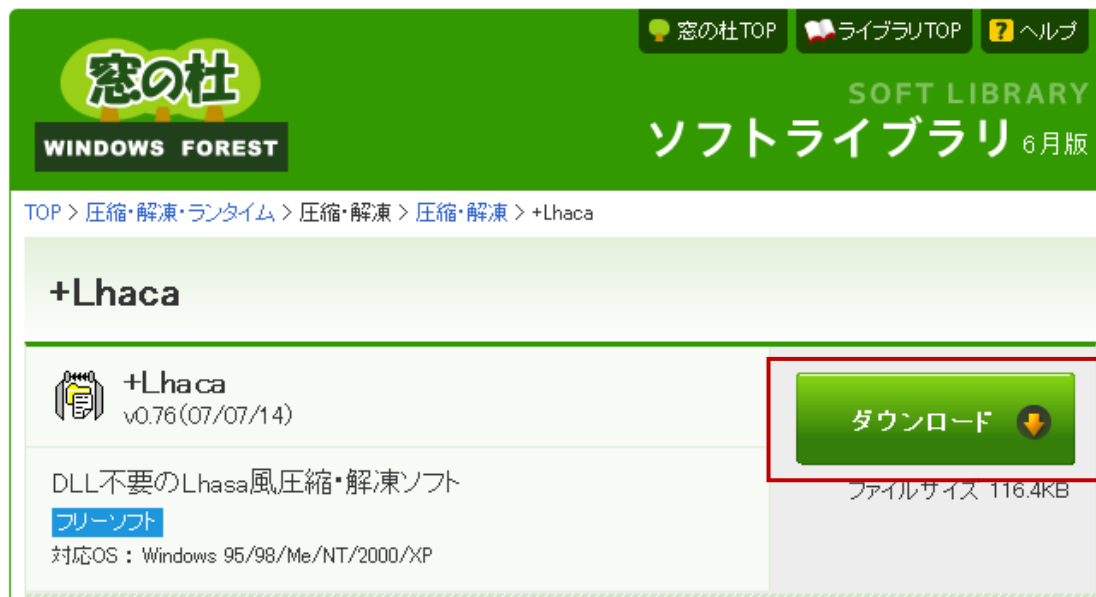 窓の杜TOP ライブラリTOP ? ヘルプ
窓の杜
WINDOWS FOREST
SOFT LIBRARY
ソフトライブラリ 6月版
TOP > 圧縮・解凍・ランタイム > 圧縮・解凍 > 圧縮・解凍 > +Lhaca
+Lhaca
+Lhaca
v0.76(07/07/14)
ダウンロード
ファイルサイズ 116.4KB
DLL不要のLhasa風圧縮・解凍ソフト
フリーソフト
対応OS：Windows 95/98/Me/NT/2000/XP